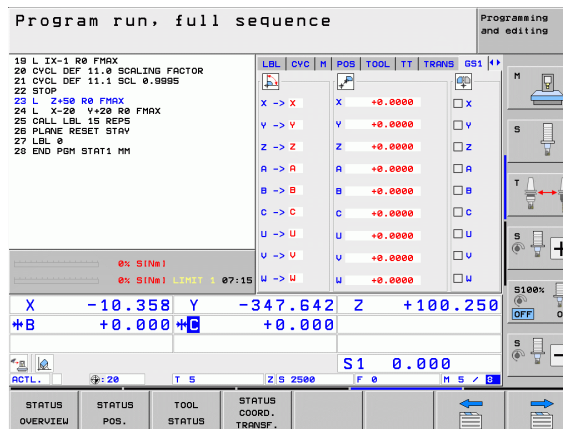 Program run, full sequence
Programming
and editing
19 L IX-1 R0 FMAX
20 CYCL DEF 11.0 SCALING FACTOR
21 CYCL DEF 11.1 SCL 0.9995
22 STOP
23 L Z+50 R0 FMAX
24 L X-20 Y+20 R0 FMAX
25 CALL LBL 15 REP5
26 PLANE RESET STAY
27 LBL 0
28 END PGM STAT1 MM
LBL CYC M POS TOOL TT TRANS GS1
X -> X X +0.0000 X
Y -> Y Y +0.0000 Y
Z -> Z Z +0.0000 Z
A -> A A +0.0000 A
B -> B B +0.0000 B
C -> C C +0.0000 C
U -> U U +0.0000 U
V -> V V +0.0000 V
W -> W W +0.0000 W
0% S[Nm]
0% S[Nm] LIMIT 1 07:15
X -10.358 Y -347.642 Z +100.250
B +0.000 C +0.000
S1 0.000
ACTL. : 20 T 5 Z S 2500 F 0 M 5 / 8
M
S
T
S
+
S100%
OFF
S
-
STATUS
OVERVIEW
STATUS
POS.
TOOL
STATUS
STATUS
COORD.
TRANSF.